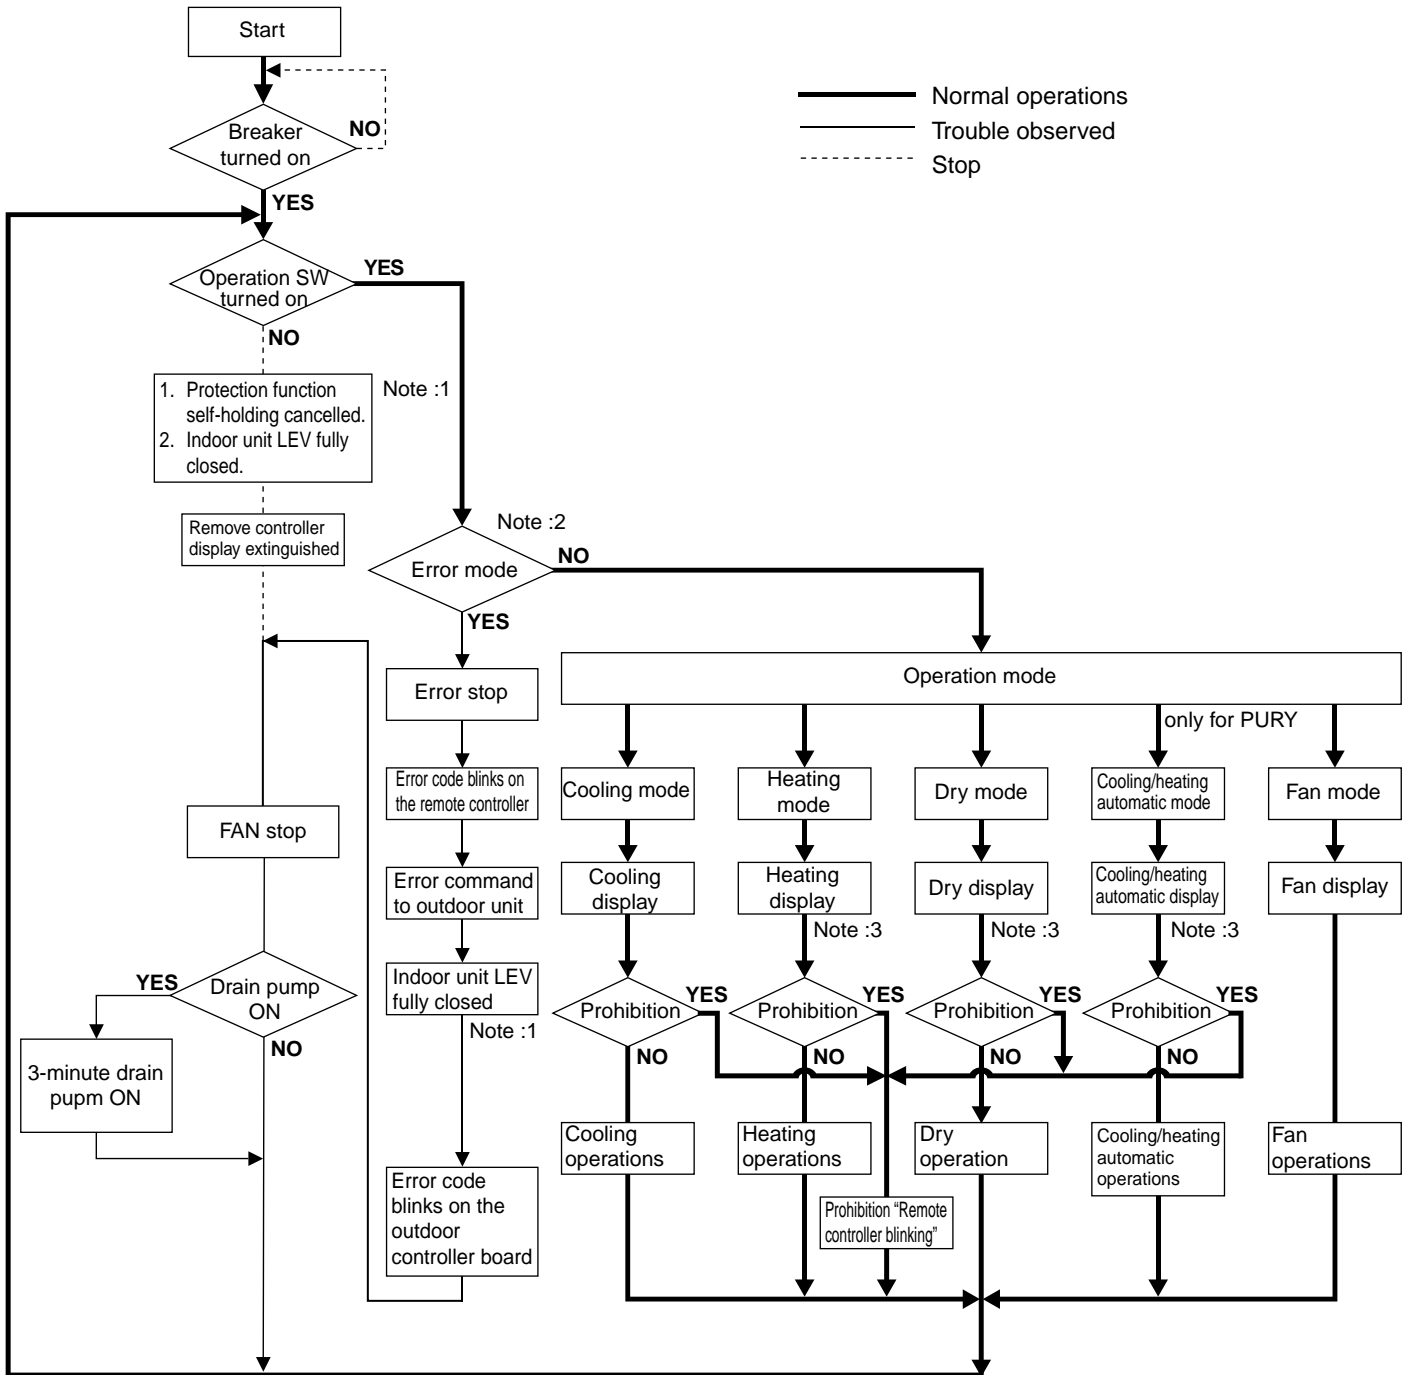 Start
Normal operations
Trouble observed
Stop
Breaker
turned on
NO
YES
Operation SW
turned on
YES
NO
1. Protection function
self-holding cancelled.
2. Indoor unit LEV fully
closed.
Note :1
Remove controller
display extinguished
Note :2
Error mode
NO
YES
Error stop
Operation mode
only for PURY
Error code blinks on
the remote controller
Cooling mode
Heating
mode
Dry mode
Cooling/heating
automatic mode
Fan mode
FAN stop
Error command
to outdoor unit
Cooling
display
Heating
display
Dry display
Cooling/heating
automatic display
Fan display
Note :3
Note :3
Note :3
YES
Drain pump
ON
NO
Indoor unit LEV
fully closed
Note :1
Prohibition
YES
NO
Prohibition
YES
NO
Prohibition
YES
NO
Prohibition
YES
NO
3-minute drain
pupm ON
Cooling
operations
Heating
operations
Dry
operation
Cooling/heating
automatic
operations
Fan
operations
Error code
blinks on the
outdoor
controller board
Prohibition “Remote
controller blinking”